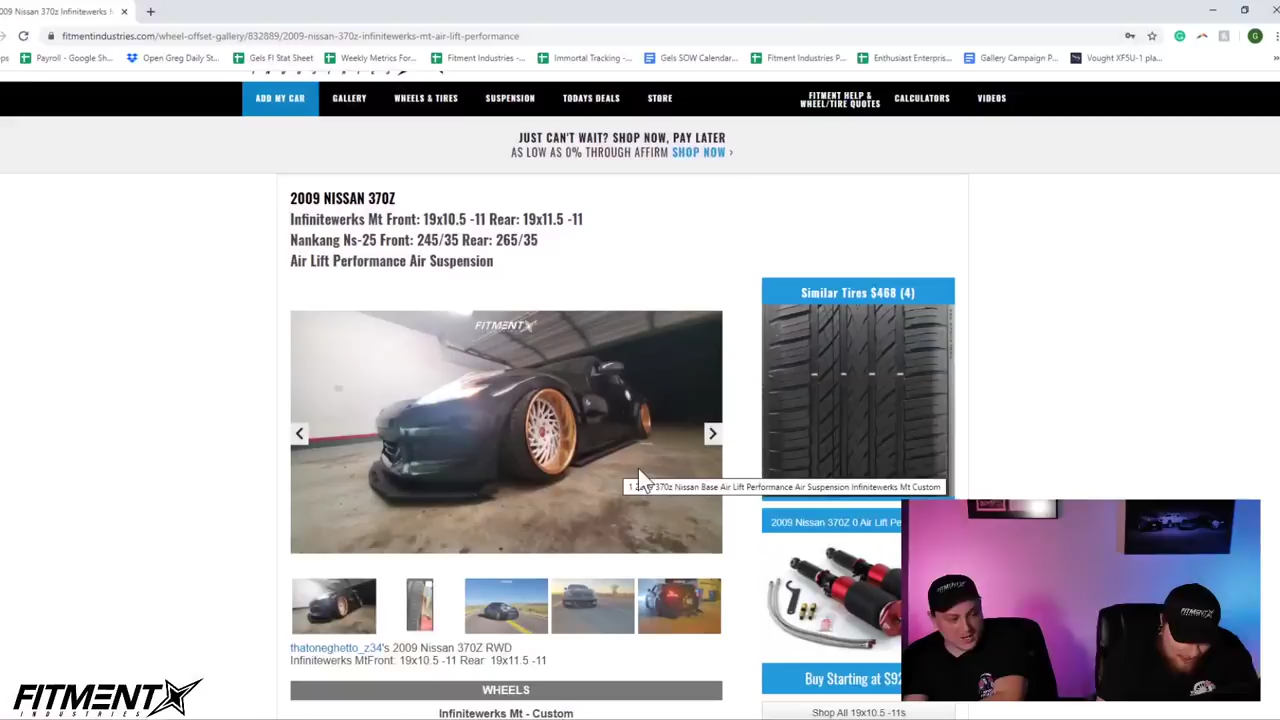 2009 Nissan 370z Infinitewerks
fitmentindustries.com/wheel-offset-gallery/832889/2009-nissan-370z-infinitewerks-mt-air-lift-performance
Payroll - Google Sh...
Open Greg Daily St...
Gels FI Stat Sheet
Weekly Metrics For...
Fitment Industries -...
Immortal Tracking -...
Gels SOW Calendar...
Fitment Industries P...
Enthusiast Enterpris...
Gallery Campaign P...
Vought XF5U-1 pla...
ADD MY CAR
GALLERY
WHEELS & TIRES
SUSPENSION
TODAYS DEALS
STORE
FITMENT HELP &
WHEEL/TIRE QUOTES
CALCULATORS
VIDEOS
JUST CAN'T WAIT? SHOP NOW, PAY LATER
AS LOW AS 0% THROUGH AFFIRM SHOP NOW ›
2009 NISSAN 370Z
Infinitewerks Mt Front: 19x10.5 -11 Rear: 19x11.5 -11
Nankang Ns-25 Front: 245/35 Rear: 265/35
Air Lift Performance Air Suspension
Similar Tires $468 (4)
FITMENT
370z Nissan Base Air Lift Performance Air Suspension Infinitewerks Mt Custom
2009 Nissan 370Z 0 Air Lift Pe
thatoneghetto_z34's 2009 Nissan 370Z RWD
Infinitewerks MtFront: 19x10.5 -11 Rear: 19x11.5 -11
Buy Starting at $92
WHEELS
Infinitewerks Mt - Custom
Shop All 19x10.5 -11s
FITMENT
INDUSTRIES